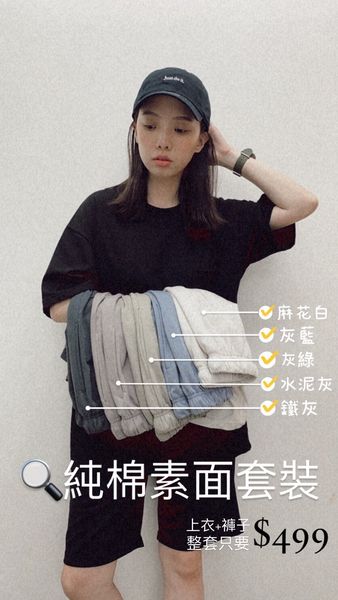 Just do it.
麻花白
灰藍
灰綠
水泥灰
鐵灰
純棉素面套裝
上衣+褲子
整套只要
$499